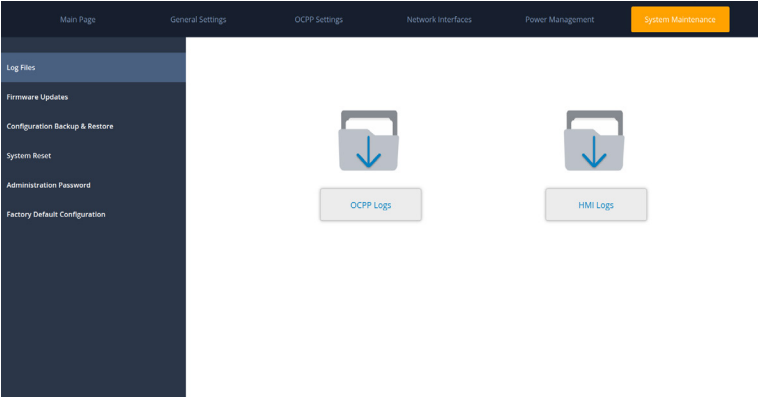 Main Page
General Settings
OCPP Settings
Network Interfaces
Power Management
System Maintenance
Log Files
Firmware Updates
Configuration Backup & Restore
System Reset
Administration Password
Factory Default Configuration
OCPP Logs
HMI Logs